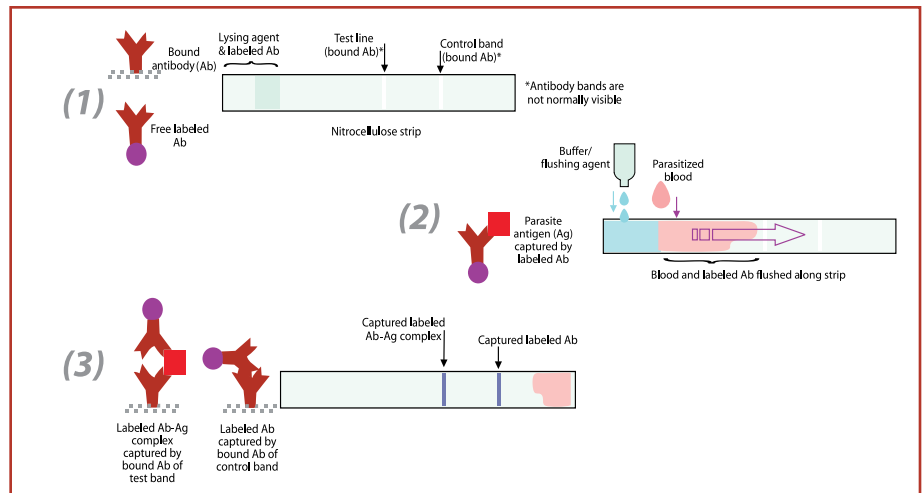 Bound
antibody (Ab)
Lysing agent
& labeled Ab
Test line
(bound Ab)*
Control band
(bound Ab)*
*Antibody bands are
not normally visible
(1)
Free labeled
Ab
Nitrocellulose strip
Buffer/
flushing agent
Parasitized
blood
(2)
Parasite
antigen (Ag)
captured by
labeled Ab
Blood and labeled Ab flushed along strip
Captured labeled
Ab-Ag complex
Captured labeled Ab
(3)
Labeled Ab-Ag
complex
captured by
bound Ab of
test band
Labeled Ab
captured by
bound Ab of
control band